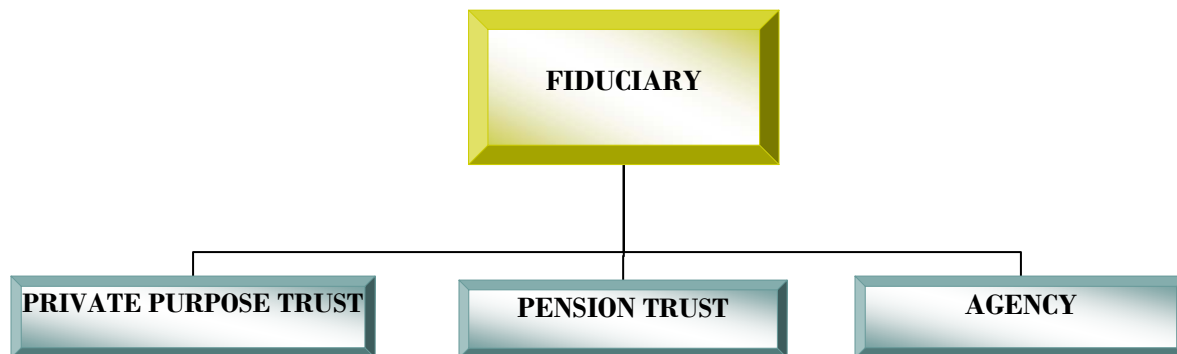 FIDUCIARY
PRIVATE PURPOSE TRUST
PENSION TRUST
AGENCY